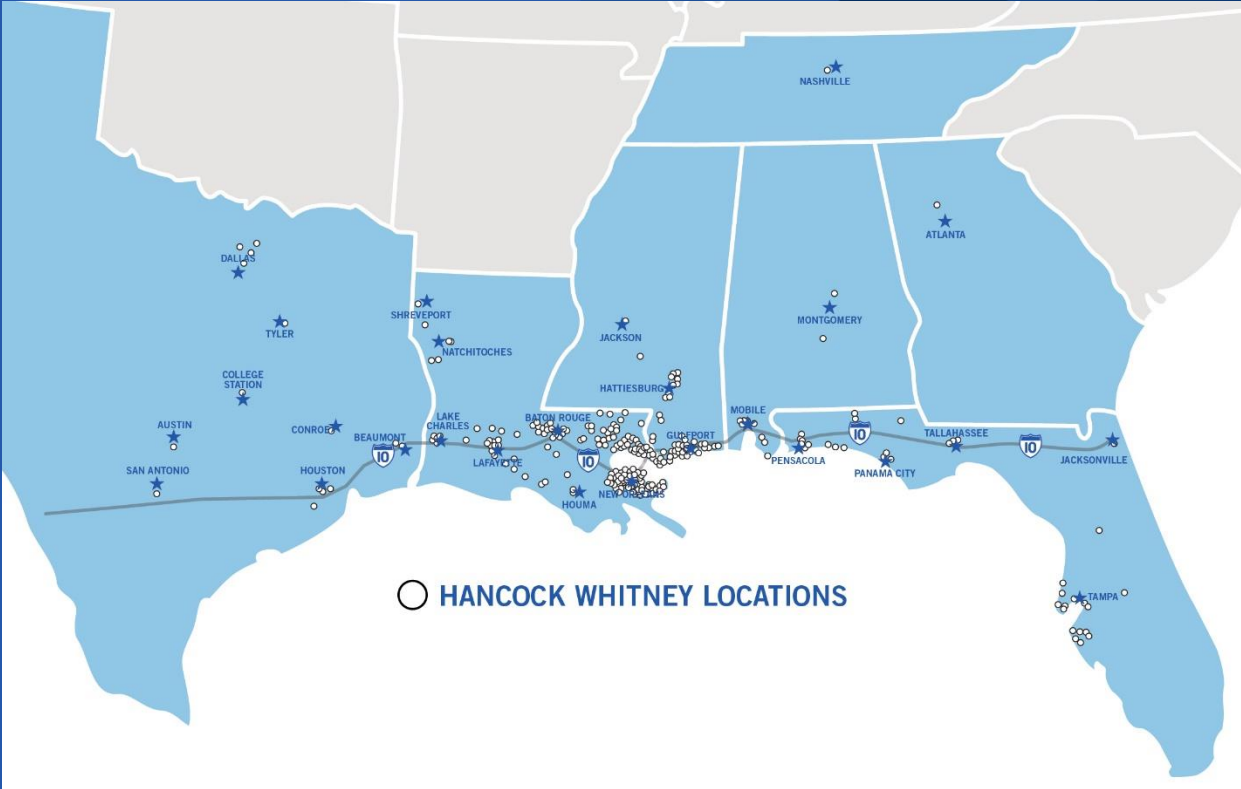 NASHVILLE
ATLANTA
DALLAS
SHREVEPORT
MONTGOMERY
TYLER
JACKSON
NATCHITOCHES
COLLEGE
STATION
HATTIESBURG
LAKE
CHARLES
BATON ROUGE
MOBILE
AUSTIN
CONROE
BEAUMONT
10
LAFAYETTE
10
GULFPORT
PENSACOLA
10
PANAMA CITY
TALLAHASSEE
10
JACKSONVILLE
SAN ANTONIO
HOUSTON
HOUMA
NEW ORLEANS
TAMPA
HANCOCK WHITNEY LOCATIONS